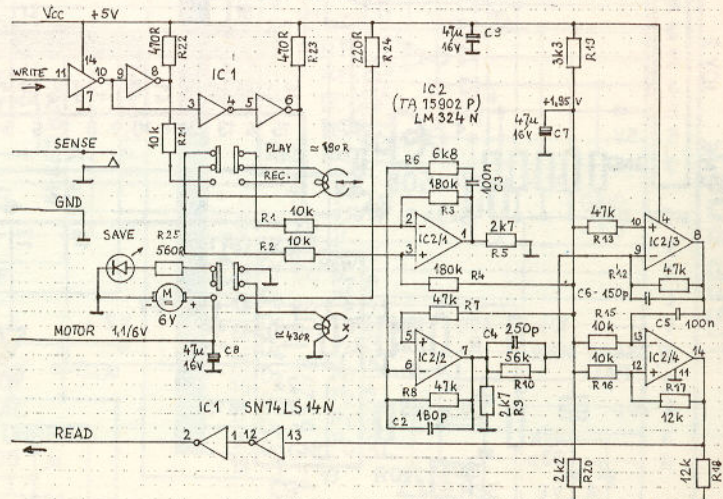 Vcc +5V
WRITE 11 14 10 9 8
7
470R R22
10k R21
IC1
3 4 5 6
470R R23
220R R24
47µ 16V C9
3k3 R19
+1,95 V
47µ 16V C7
IC2
(TA 75902 P)
LM 324 N
SENSE
GND
PLAY
REC.
≈ 190R
R1 10k
R2 10k
R6 6k8
180k R3
100n C3
2 3 1 IC2/1
2k7 R5
180k R4
47k R7
SAVE
R25 560R
M
- +
6V
MOTOR 1,1/6V
47µ 16V C8
≈ 430R
5 6 7 IC2/2
C4 250p
56k R10
2k7 R9
R8 47k
C2 180p
47k R13
10 9 4 8 IC2/3
R12 47k
C6 - 150p
C5 100n
R15 10k
10k R16
13 12 14 11 IC2/4
R17 12k
IC1 SN74LS14N
READ
2 1 12 13
2k2 R20
12k R18